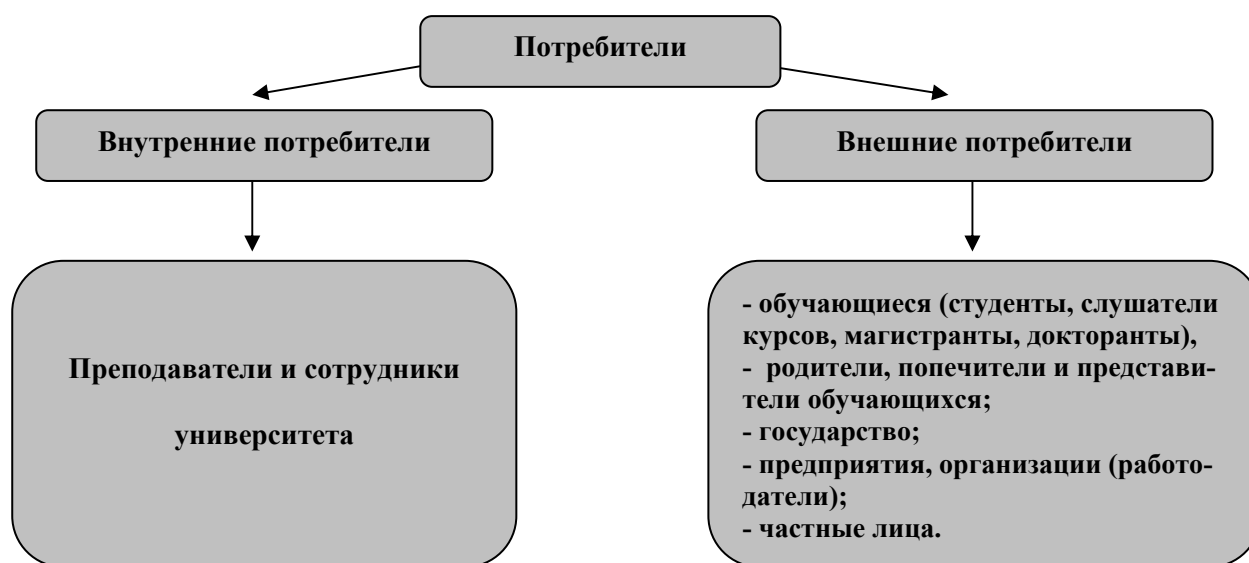 Потребители
Внутренние потребители
Внешние потребители
Преподаватели и сотрудники
университета
- обучающиеся (студенты, слушатели
курсов, магистранты, докторанты),
- родители, попечители и представи-
тели обучающихся;
- государство;
- предприятия, организации (работо-
датели);
- частные лица.